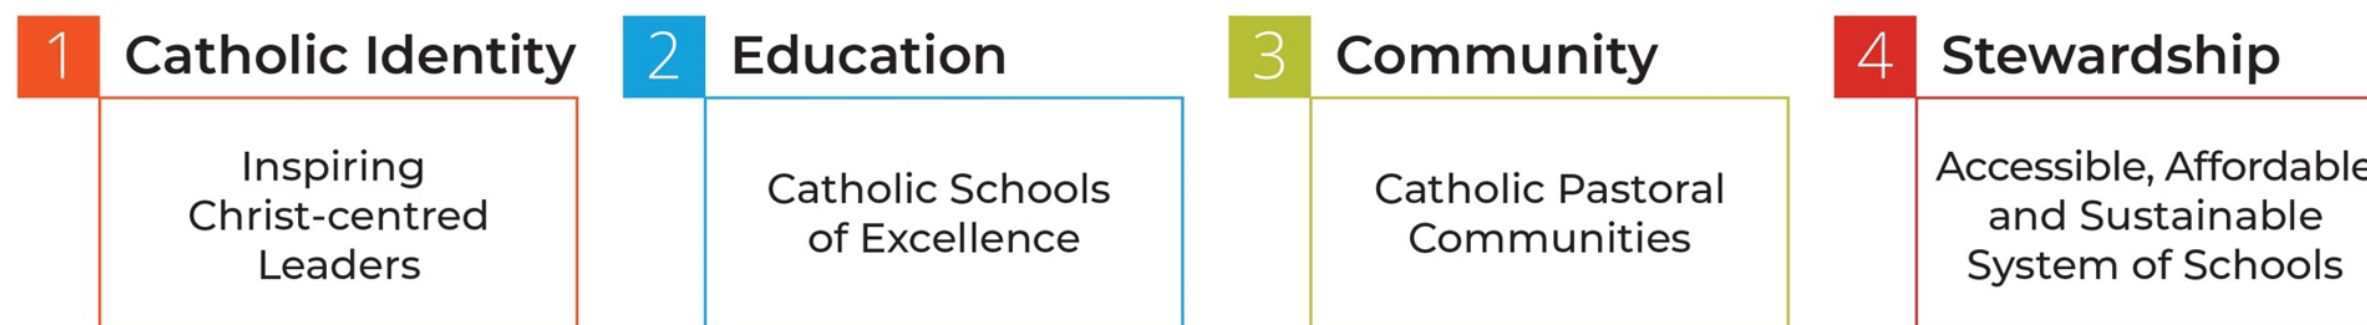 1 Catholic Identity
Inspiring
Christ-centred
Leaders
2 Education
Catholic Schools
of Excellence
3 Community
Catholic Pastoral
Communities
4 Stewardship
Accessible, Affordable
and Sustainable
System of Schools